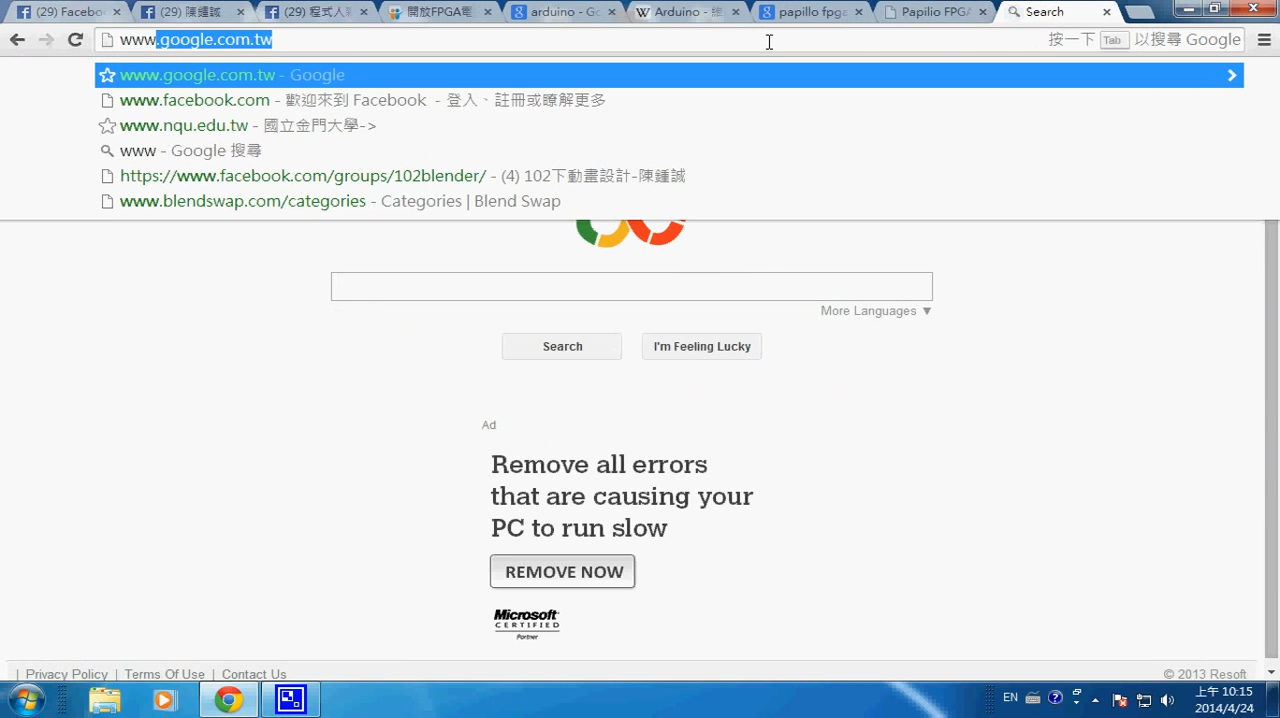 (29) Facebo
(29) 陳鍾誠
(29) 程式人
開放FPGA電
arduino - Go
Arduino - 維
papillo fpga
Papilio FPGA
Search
www.google.com.tw
按一下 Tab 以搜尋 Google
www.google.com.tw - Google
www.facebook.com - 歡迎來到 Facebook - 登入、註冊或瞭解更多
www.nqu.edu.tw - 國立金門大學->
www - Google 搜尋
https://www.facebook.com/groups/102blender/ - (4) 102下動畫設計-陳鍾誠
www.blendswap.com/categories - Categories | Blend Swap
More Languages ▼
Search
I'm Feeling Lucky
Ad
Remove all errors
that are causing your
PC to run slow
REMOVE NOW
Microsoft
CERTIFIED
Partner
| Privacy Policy | Terms Of Use | Contact Us
© 2013 Resoft
EN
上午 10:15
2014/4/24